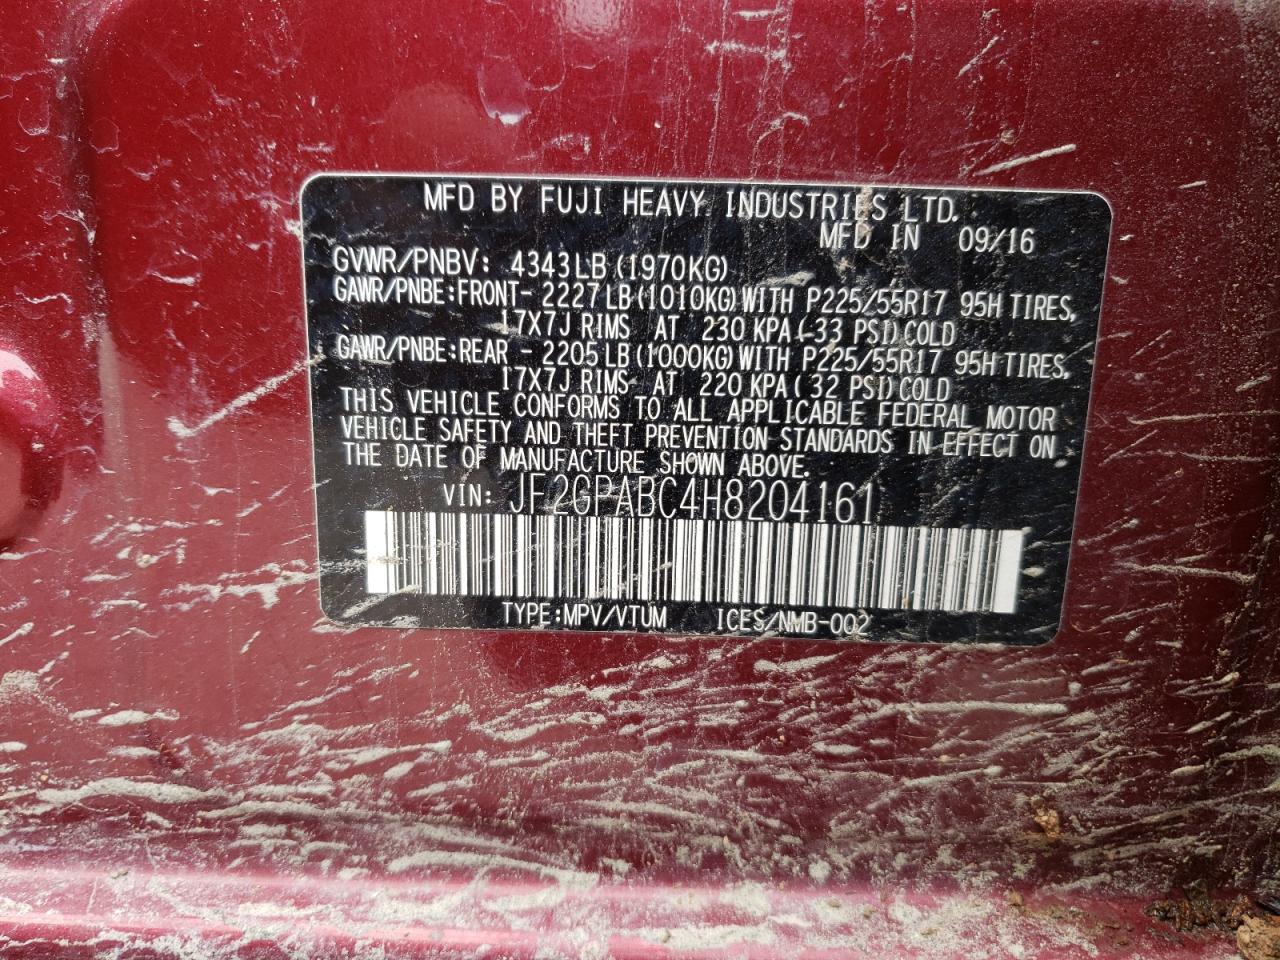 MFD BY FUJI HEAVY INDUSTRIES LTD.
MFD IN 09/16
GVWR/PNBV: 4343LB(1970KG)
GAWR/PNBE:FRONT- 2227LB(1010KG)WITH P225/55R17 95H TIRES,
17X7J RIMS AT 230 KPA( 33 PSI)COLD
GAWR/PNBE:REAR - 2205LB(1000KG)WITH P225/55R17 95H TIRES,
17X7J RIMS AT 220 KPA( 32 PSI)COLD
THIS VEHICLE CONFORMS TO ALL APPLICABLE FEDERAL MOTOR
VEHICLE SAFETY AND THEFT PREVENTION STANDARDS IN EFFECT ON
THE DATE OF MANUFACTURE SHOWN ABOVE.
VIN: JF2GPABC4H8204161
TYPE:MPV/VTUM ICES/NMB-002